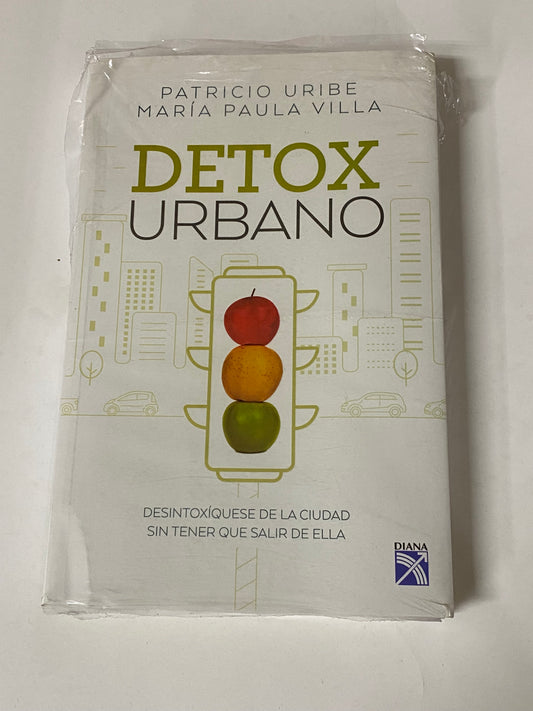 PATRICIO URIBE
MARÍA PAULA VILLA
DETOX
URBANO
DESINTOXÍQUESE DE LA CIUDAD
SIN TENER QUE SALIR DE ELLA
DIANA